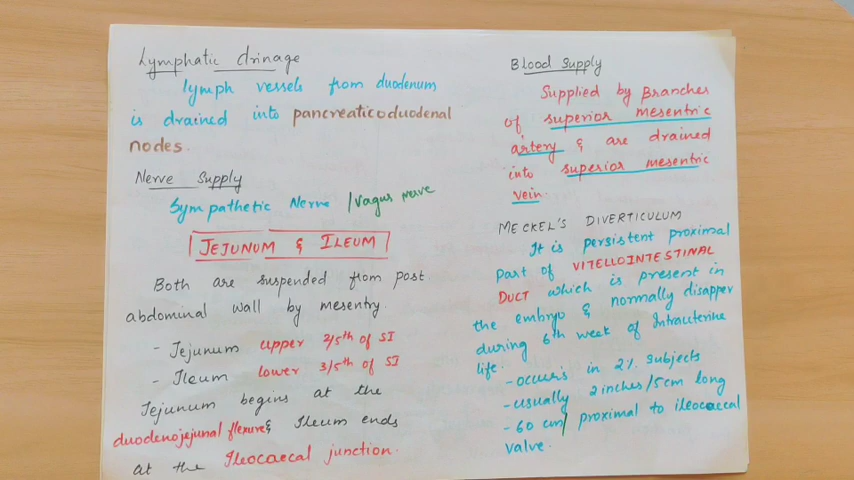 Lymphatic drinage
lymph vessels from duodenum
is drained into pancreaticoduodenal
nodes.
Nerve Supply
Sympathetic Nerve /Vagus nerve
JEJUNUM & ILEUM
Both are suspended from post
abdominal wall by mesentry.
- Jejunum upper 2/5th of SI
- Ileum lower 3/5th of SI
Jejunum begins at the
duodenojejunal flexure & Ileum ends
at the Ileocaecal junction.
Blood Supply
Supplied by Branches
of superior mesentric
artery & are drained
into superior mesentric
vein.
MECKEL'S DIVERTICULUM
It is persistent proximal
part of VITELLOINTESTINAL
DUCT which is present in
the embryo & normally disapper
during 6th week of Intrauterine
life.
- occurs in 2% subjects
- usually 2 inches/5cm long
- 60 cm/ proximal to ileocaecal
valve.